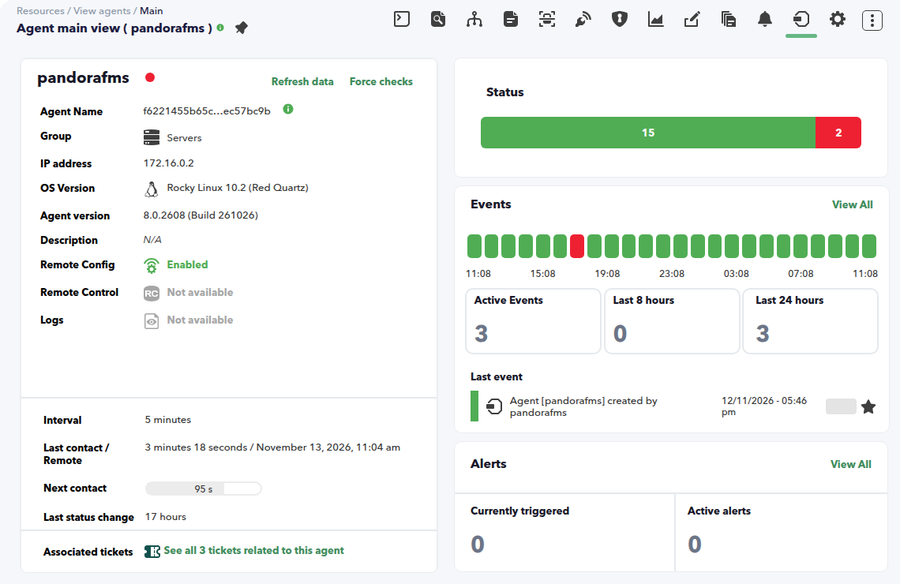 Resources / View agents / Main
Agent main view ( pandorafms )
pandorafms
Refresh data Force checks
Agent Name f6221455b65c...ec57bc9b
Group Servers
IP address 172.16.0.2
OS Version Rocky Linux 10.2 (Red Quartz)
Agent version 8.0.2608 (Build 261026)
Description N/A
Remote Config Enabled
Remote Control RC Not available
Logs Not available
Interval 5 minutes
Last contact / Remote 3 minutes 18 seconds / November 13, 2026, 11:04 am
Next contact 95 s
Last status change 17 hours
Associated tickets See all 3 tickets related to this agent
Status
15 2
Events View All
11:08 15:08 19:08 23:08 03:08 07:08 11:08
Active Events Last 8 hours Last 24 hours
3 0 3
Last event
Agent [pandorafms] created by pandorafms
12/11/2026 - 05:46 pm
Alerts View All
Currently triggered Active alerts
0 0